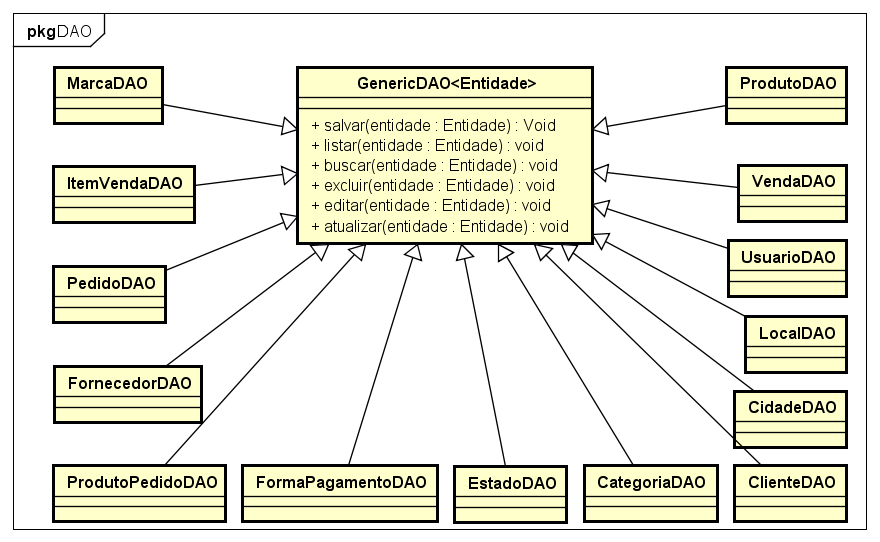 pkg DAO
MarcaDAO
GenericDAO<Entidade>
ProdutoDAO
+ salvar(entidade : Entidade) : Void
+ listar(entidade : Entidade) : void
+ buscar(entidade : Entidade) : void
+ excluir(entidade : Entidade) : void
+ editar(entidade : Entidade) : void
+ atualizar(entidade : Entidade) : void
ItemVendaDAO
VendaDAO
UsuarioDAO
PedidoDAO
LocalDAO
FornecedorDAO
CidadeDAO
ProdutoPedidoDAO
FormaPagamentoDAO
EstadoDAO
CategoriaDAO
ClienteDAO